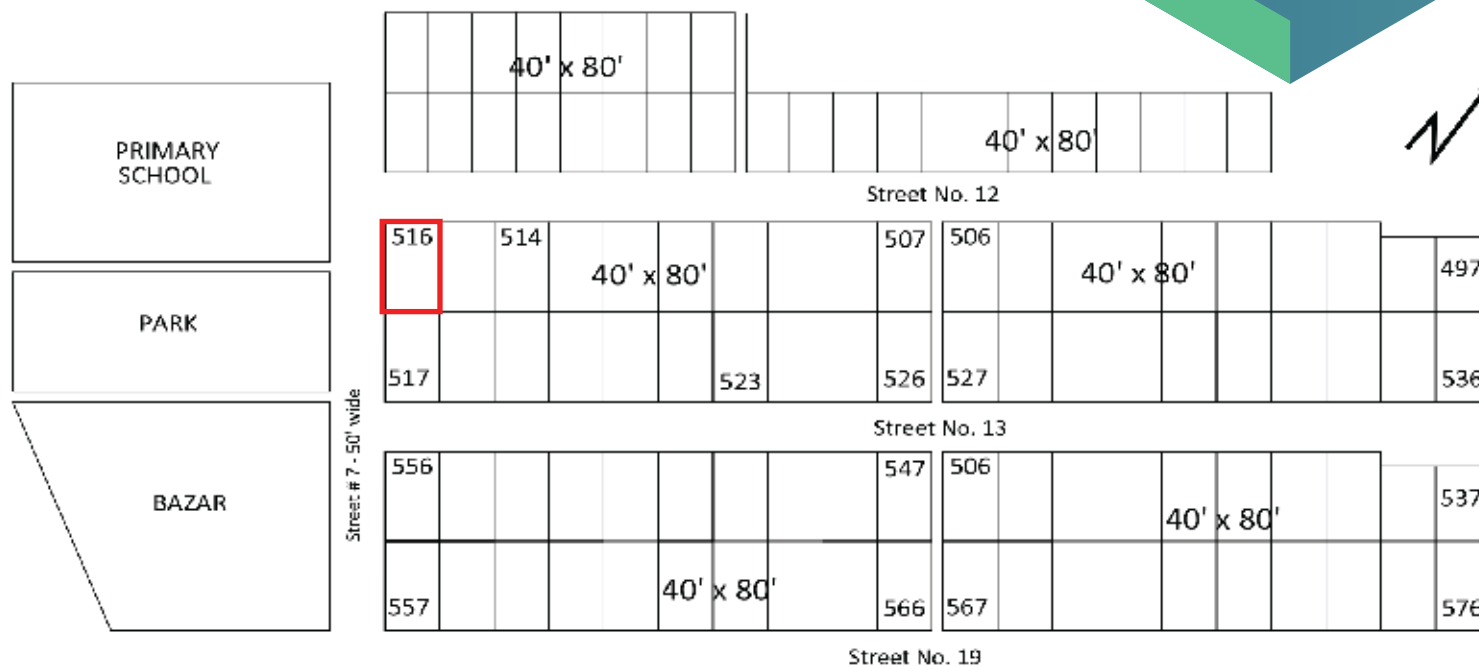 40' x 80'
40' x 80'
PRIMARY
SCHOOL
Street No. 12
516
514
507
506
497
40' x 80'
40' x 80'
PARK
517
523
526
527
536
Street # 7 - 50' wide
Street No. 13
556
547
506
537
BAZAR
40' x 80'
40' x 80'
557
566
567
576
Street No. 19